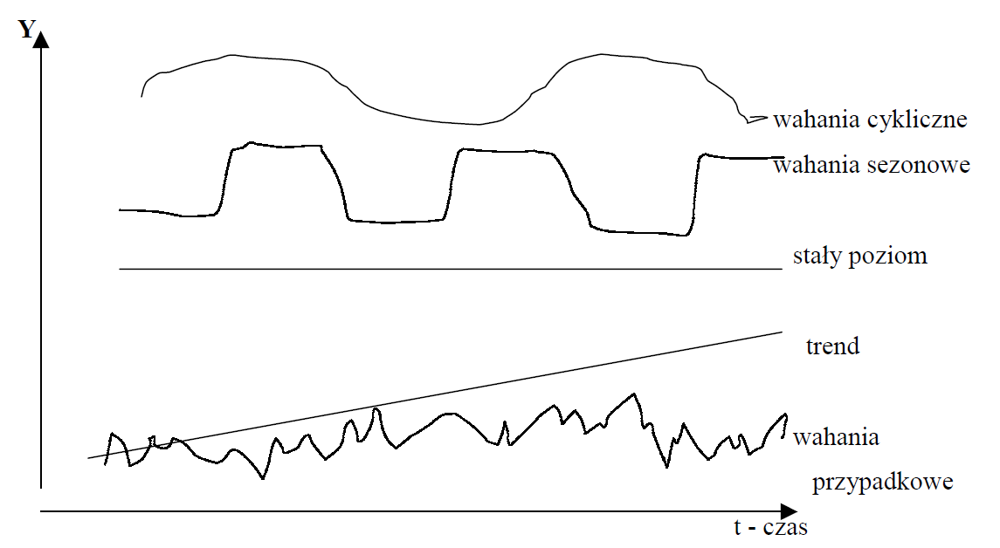 Y
wahania cykliczne
wahania sezonowe
stały poziom
trend
wahania
przypadkowe
t - czas